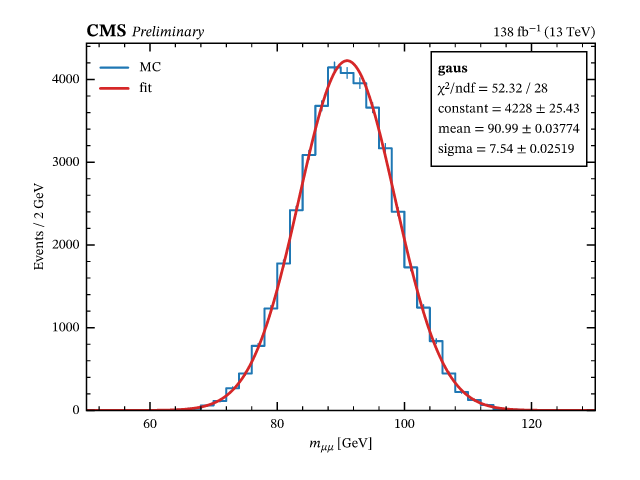 CMS Preliminary
138 fb⁻¹ (13 TeV)
MC
fit
gaus
χ²/ndf = 52.32 / 28
constant = 4228 ± 25.43
mean = 90.99 ± 0.03774
sigma = 7.54 ± 0.02519
Events / 2 GeV
4000
3000
2000
1000
0
60
80
100
120
mμμ [GeV]